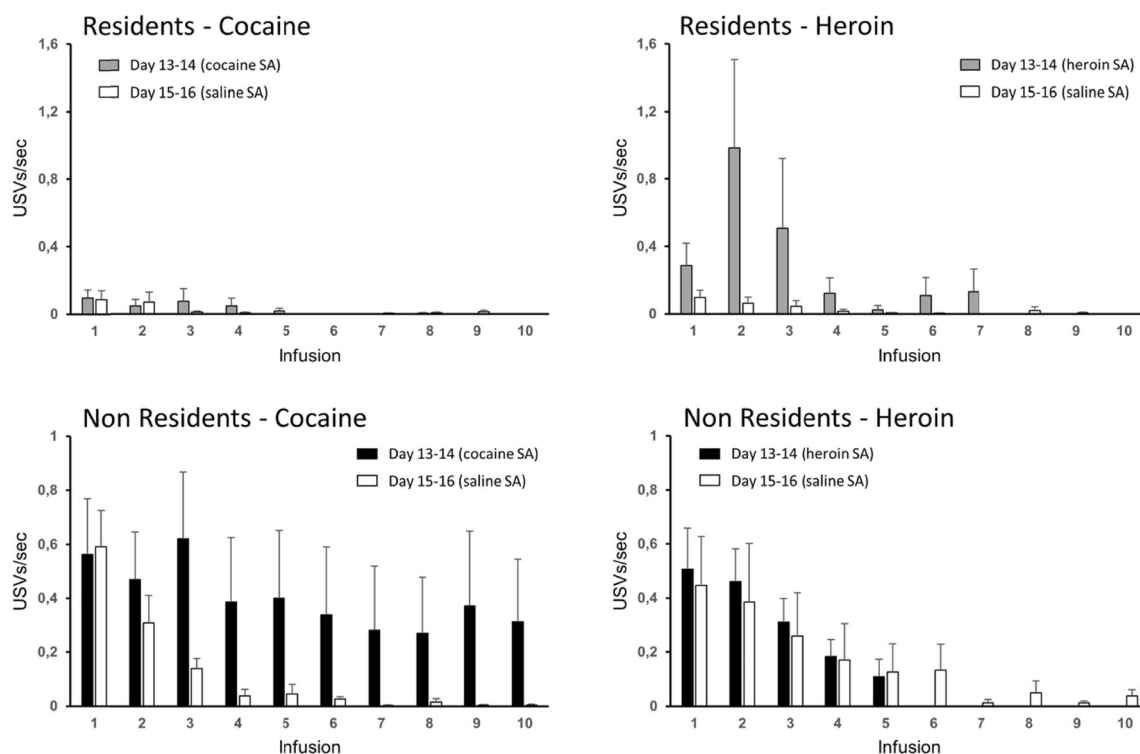 Residents - Cocaine
1,6
1,2
0,8
0,4
0
USVs/sec
Day 13-14 (cocaine SA)
Day 15-16 (saline SA)
1 2 3 4 5 6 7 8 9 10
Infusion
Residents - Heroin
1,6
1,2
0,8
0,4
0
USVs/sec
Day 13-14 (heroin SA)
Day 15-16 (saline SA)
1 2 3 4 5 6 7 8 9 10
Infusion
Non Residents - Cocaine
1
0,8
0,6
0,4
0,2
0
USVs/sec
Day 13-14 (cocaine SA)
Day 15-16 (saline SA)
1 2 3 4 5 6 7 8 9 10
Infusion
Non Residents - Heroin
1
0,8
0,6
0,4
0,2
0
USVs/sec
Day 13-14 (heroin SA)
Day 15-16 (saline SA)
1 2 3 4 5 6 7 8 9 10
Infusion